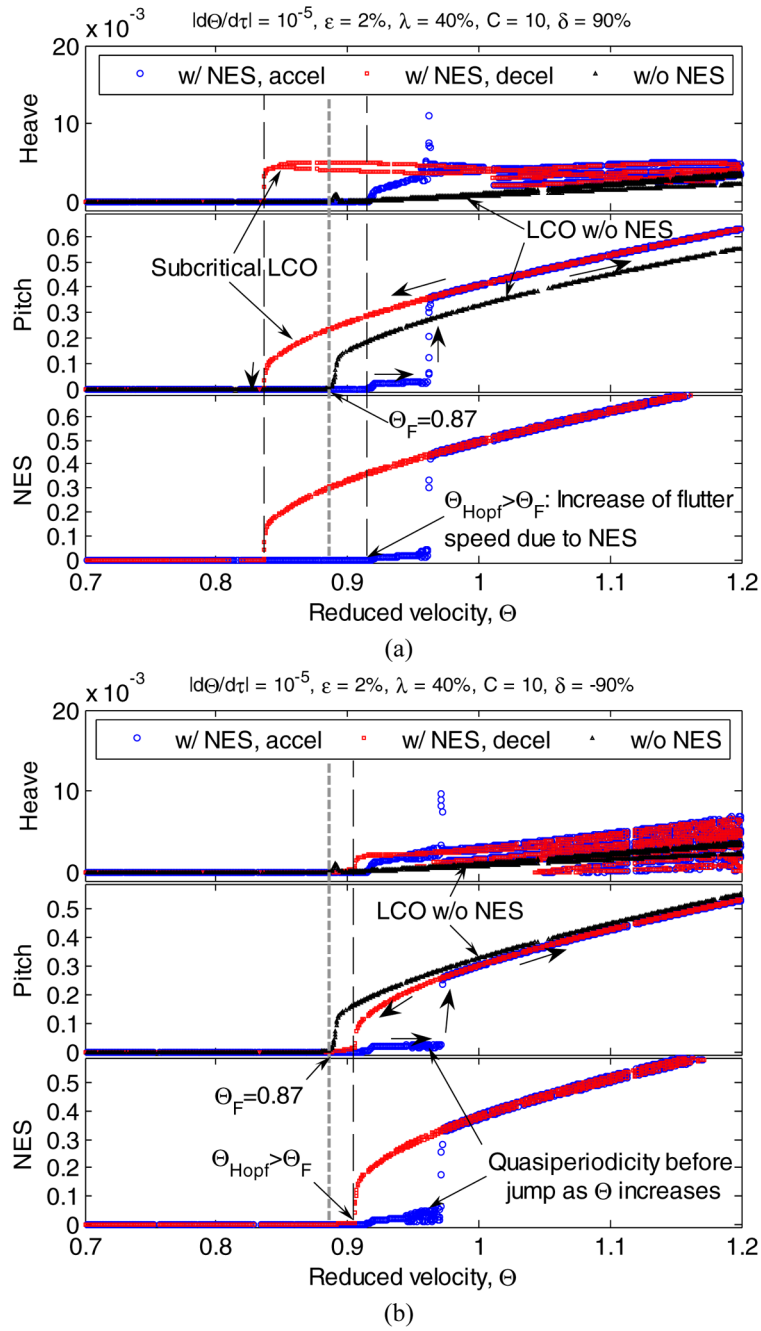 |dΘ/dτ| = 10⁻⁵, ε = 2%, λ = 40%, C = 10, δ = 90%
x 10⁻³
20
w/ NES, accel w/ NES, decel w/o NES
10
0
Heave
LCO w/o NES
Subcritical LCO
0.6
0.5
0.4
0.3
0.2
0.1
0
Pitch
Θ_F=0.87
0.6
0.5
0.4
0.3
0.2
0.1
0
NES
Θ_Hopf>Θ_F: Increase of flutter
speed due to NES
0.7 0.8 0.9 1 1.1 1.2
Reduced velocity, Θ
(a)
|dΘ/dτ| = 10⁻⁵, ε = 2%, λ = 40%, C = 10, δ = -90%
x 10⁻³
20
w/ NES, accel w/ NES, decel w/o NES
10
0
Heave
LCO w/o NES
0.5
0.4
0.3
0.2
0.1
0
Pitch
Θ_F=0.87
0.5
0.4
0.3
0.2
0.1
0
NES
Θ_Hopf>Θ_F
Quasiperiodicity before
jump as Θ increases
0.7 0.8 0.9 1 1.1 1.2
Reduced velocity, Θ
(b)